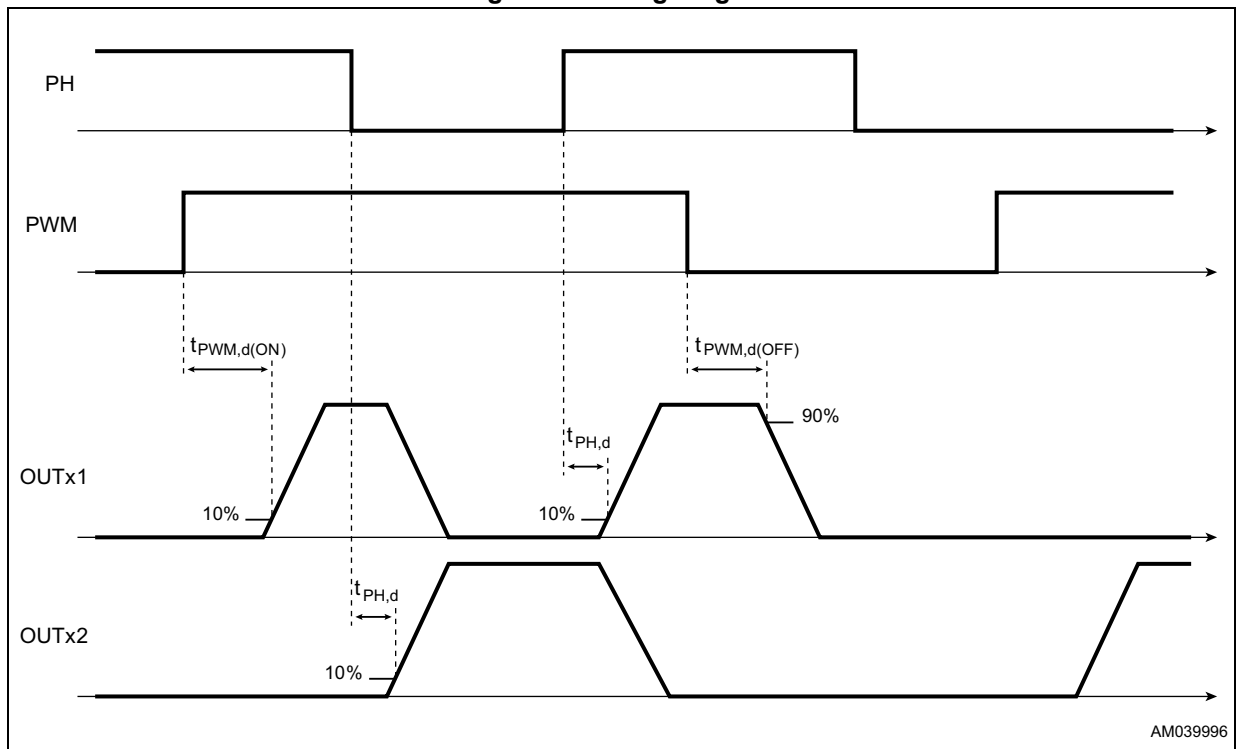 PH
PWM
tPWM,d(ON)
tPWM,d(OFF)
90%
tPH,d
OUTx1
10%
10%
tPH,d
OUTx2
10%
AM039996